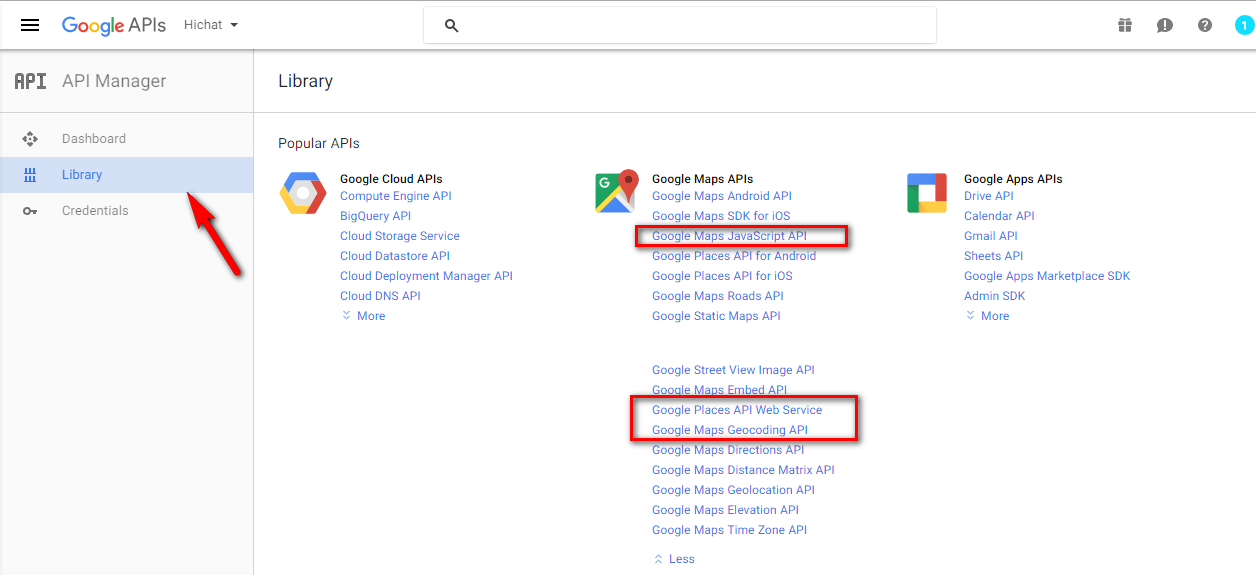 Google APIs Hichat
1
API API Manager
Library
Dashboard
Library
Credentials
Popular APIs
Google Cloud APIs
Compute Engine API
BigQuery API
Cloud Storage Service
Cloud Datastore API
Cloud Deployment Manager API
Cloud DNS API
More
Google Maps APIs
Google Maps Android API
Google Maps SDK for iOS
Google Maps JavaScript API
Google Places API for Android
Google Places API for iOS
Google Maps Roads API
Google Static Maps API
Google Street View Image API
Google Maps Embed API
Google Places API Web Service
Google Maps Geocoding API
Google Maps Directions API
Google Maps Distance Matrix API
Google Maps Geolocation API
Google Maps Elevation API
Google Maps Time Zone API
Less
Google Apps APIs
Drive API
Calendar API
Gmail API
Sheets API
Google Apps Marketplace SDK
Admin SDK
More